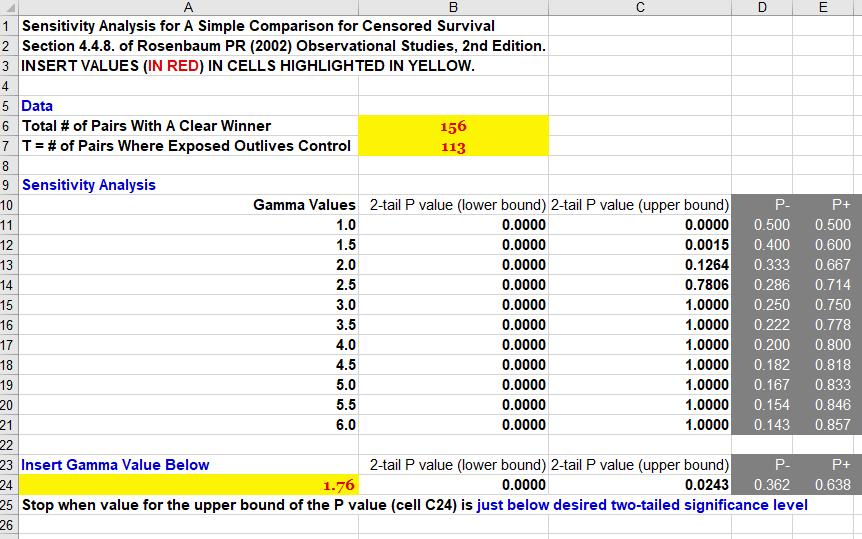 A B C D E
1 Sensitivity Analysis for A Simple Comparison for Censored Survival
2 Section 4.4.8. of Rosenbaum PR (2002) Observational Studies, 2nd Edition.
3 INSERT VALUES (IN RED) IN CELLS HIGHLIGHTED IN YELLOW.
4
5 Data
6 Total # of Pairs With A Clear Winner 156
7 T = # of Pairs Where Exposed Outlives Control 113
8
9 Sensitivity Analysis
10 Gamma Values 2-tail P value (lower bound) 2-tail P value (upper bound) P- P+
11 1.0 0.0000 0.0000 0.500 0.500
12 1.5 0.0000 0.0015 0.400 0.600
13 2.0 0.0000 0.1264 0.333 0.667
14 2.5 0.0000 0.7806 0.286 0.714
15 3.0 0.0000 1.0000 0.250 0.750
16 3.5 0.0000 1.0000 0.222 0.778
17 4.0 0.0000 1.0000 0.200 0.800
18 4.5 0.0000 1.0000 0.182 0.818
19 5.0 0.0000 1.0000 0.167 0.833
20 5.5 0.0000 1.0000 0.154 0.846
21 6.0 0.0000 1.0000 0.143 0.857
22
23 Insert Gamma Value Below 2-tail P value (lower bound) 2-tail P value (upper bound) P- P+
24 1.76 0.0000 0.0243 0.362 0.638
25 Stop when value for the upper bound of the P value (cell C24) is just below desired two-tailed significance level
26